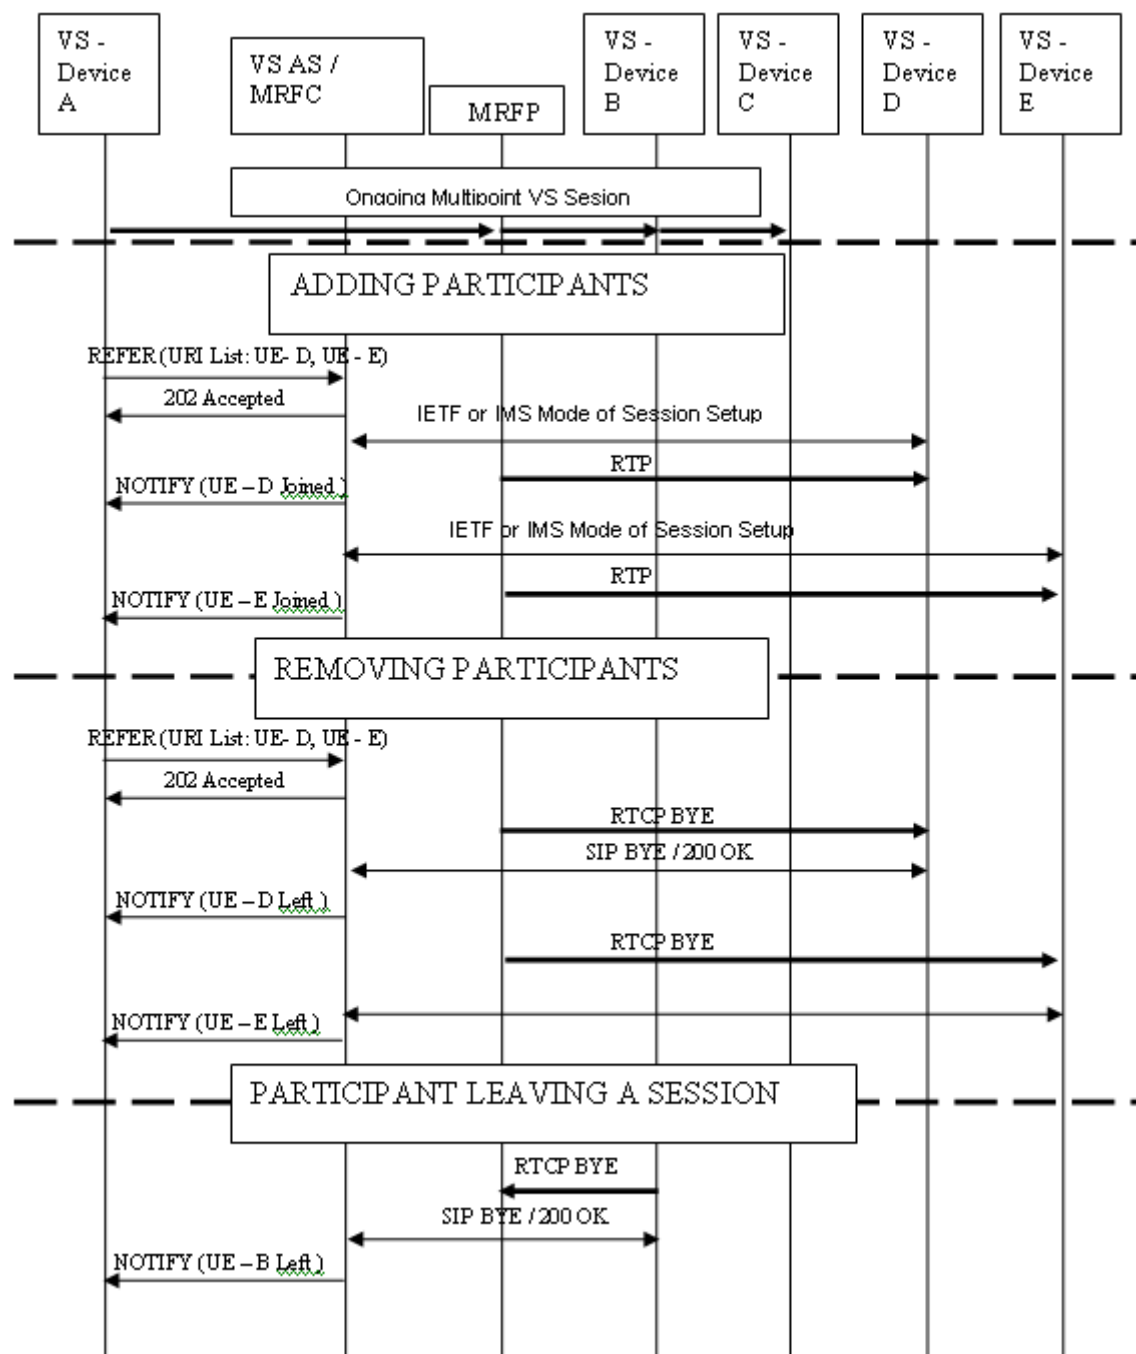 VS -
Device
A
VS AS /
MRFC
MRFP
VS -
Device
B
VS -
Device
C
VS -
Device
D
VS -
Device
E
Ongoing Multipoint VS Sesion
ADDING PARTICIPANTS
REFER (URI List: UE- D, UE - E)
202 Accepted
IETF or IMS Mode of Session Setup
RTP
NOTIFY (UE – D Joined )
IETF or IMS Mode of Session Setup
RTP
NOTIFY (UE – E Joined )
REMOVING PARTICIPANTS
REFER (URI List: UE- D, UE - E)
202 Accepted
RTCP BYE
SIP BYE / 200 OK
NOTIFY (UE – D Left )
RTCP BYE
NOTIFY (UE – E Left )
PARTICIPANT LEAVING A SESSION
RTCP BYE
SIP BYE / 200 OK
NOTIFY (UE – B Left )